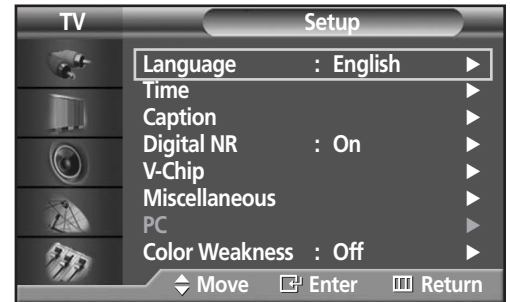 TV Setup
Language : English
Time
Caption
Digital NR : On
V-Chip
Miscellaneous
PC
Color Weakness : Off
Move Enter Return